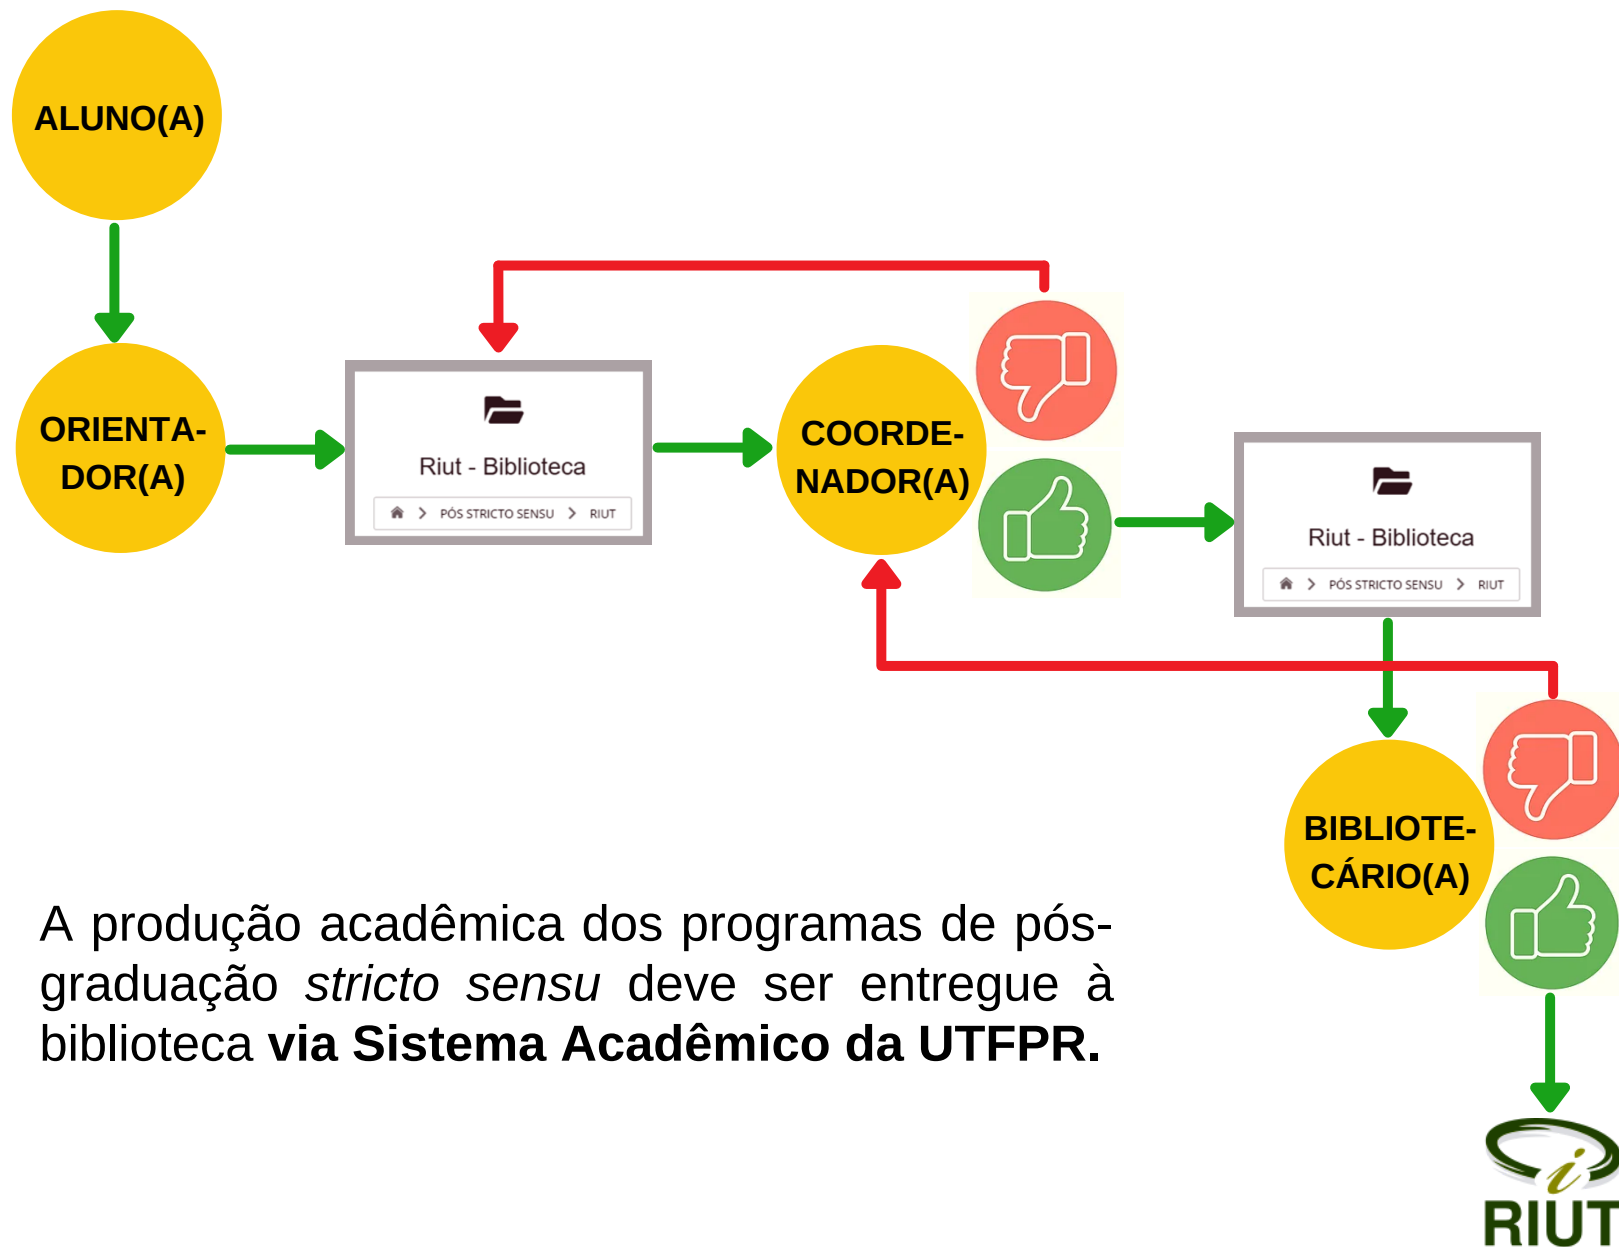 ALUNO(A)
ORIENTA-
DOR(A)
Riut - Biblioteca
PÓS STRICTO SENSU > RIUT
COORDE-
NADOR(A)
Riut - Biblioteca
PÓS STRICTO SENSU > RIUT
BIBLIOTE-
CÁRIO(A)
A produção acadêmica dos programas de pós-
graduação stricto sensu deve ser entregue à
biblioteca via Sistema Acadêmico da UTFPR.
i
RIUT